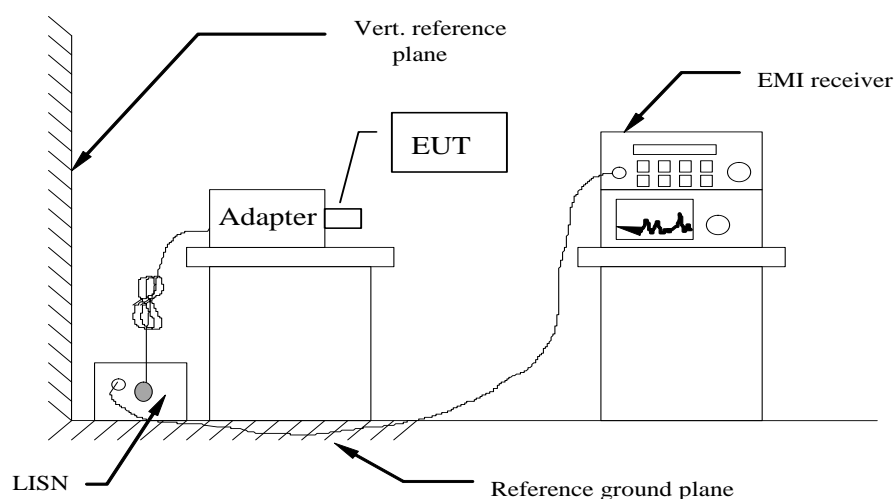 Vert. reference
plane
EMI receiver
EUT
Adapter
LISN
Reference ground plane